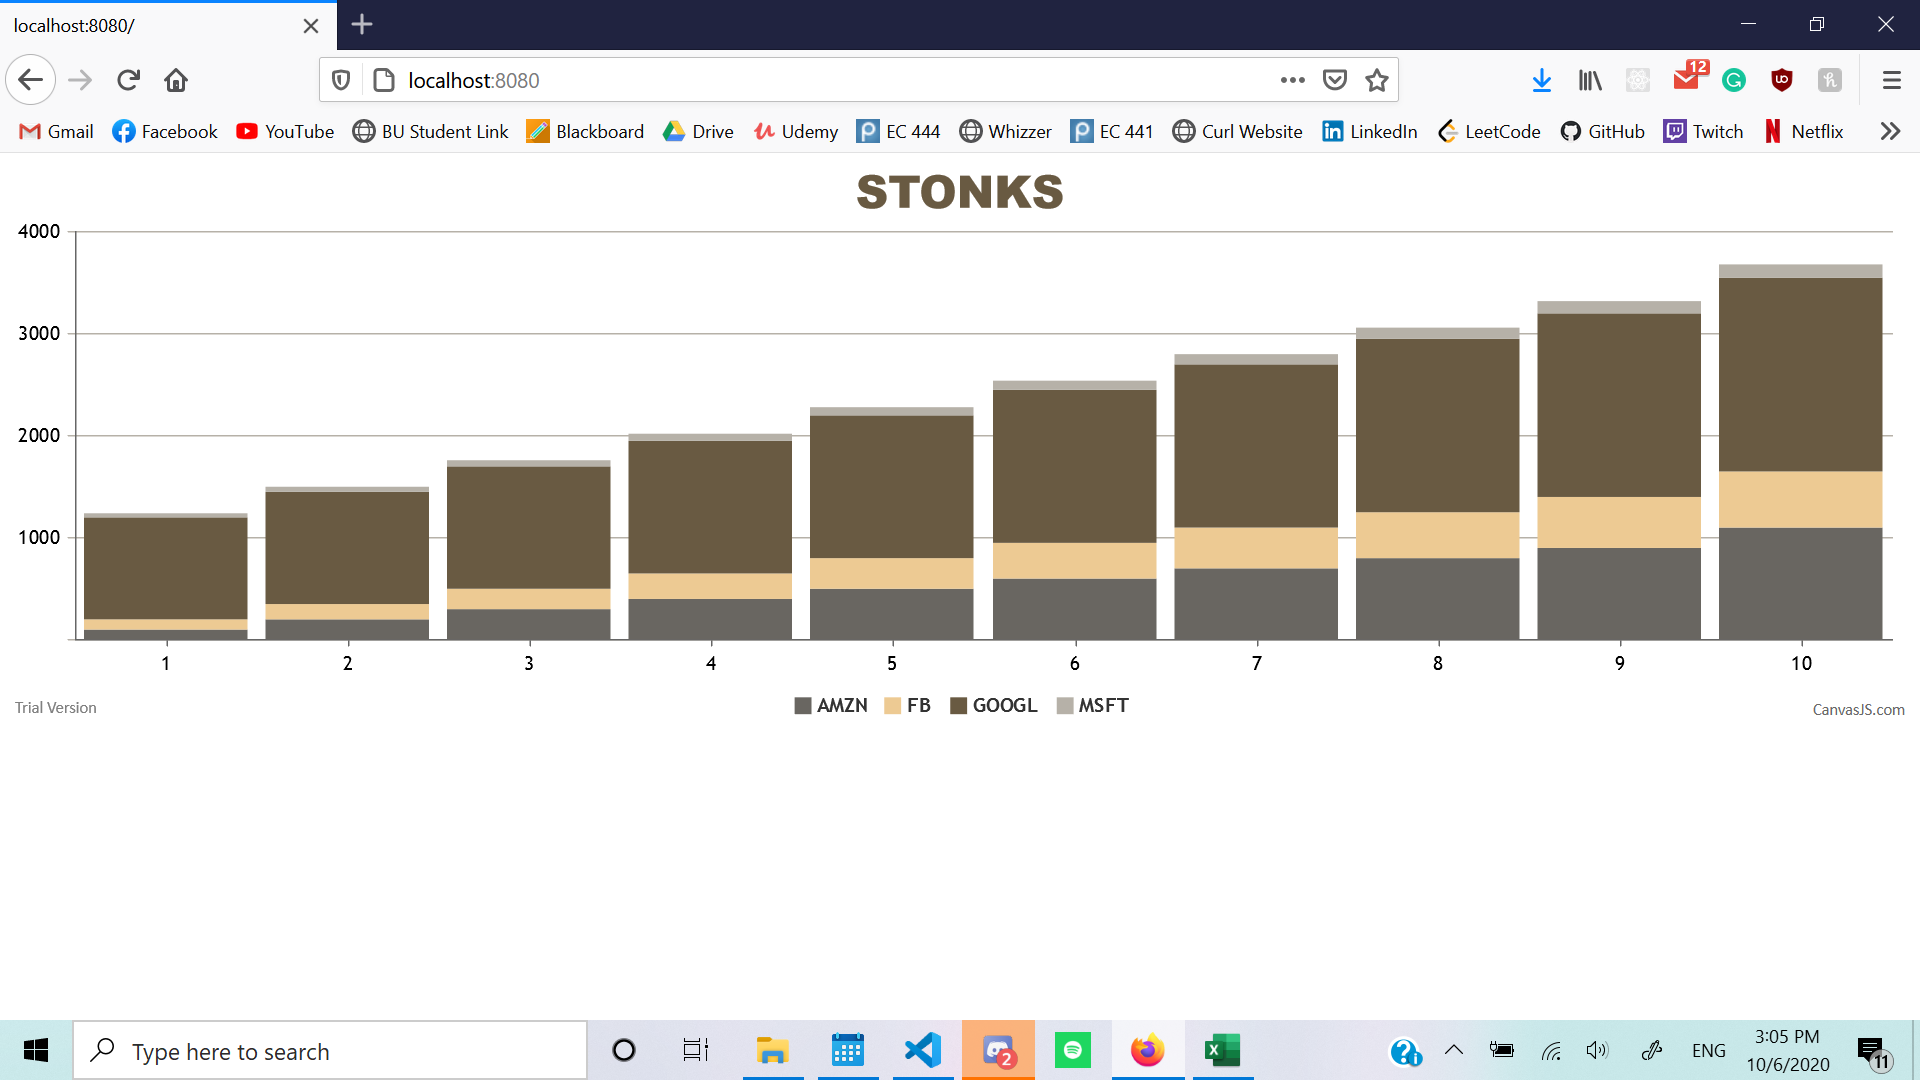 localhost:8080/
localhost:8080
12
Gmail Facebook YouTube BU Student Link Blackboard Drive Udemy EC 444 Whizzer EC 441 Curl Website LinkedIn LeetCode GitHub Twitch Netflix
STONKS
4000
3000
2000
1000
1 2 3 4 5 6 7 8 9 10
AMZN FB GOOGL MSFT
Trial Version
CanvasJS.com
Type here to search
2
ENG
3:05 PM
10/6/2020
11